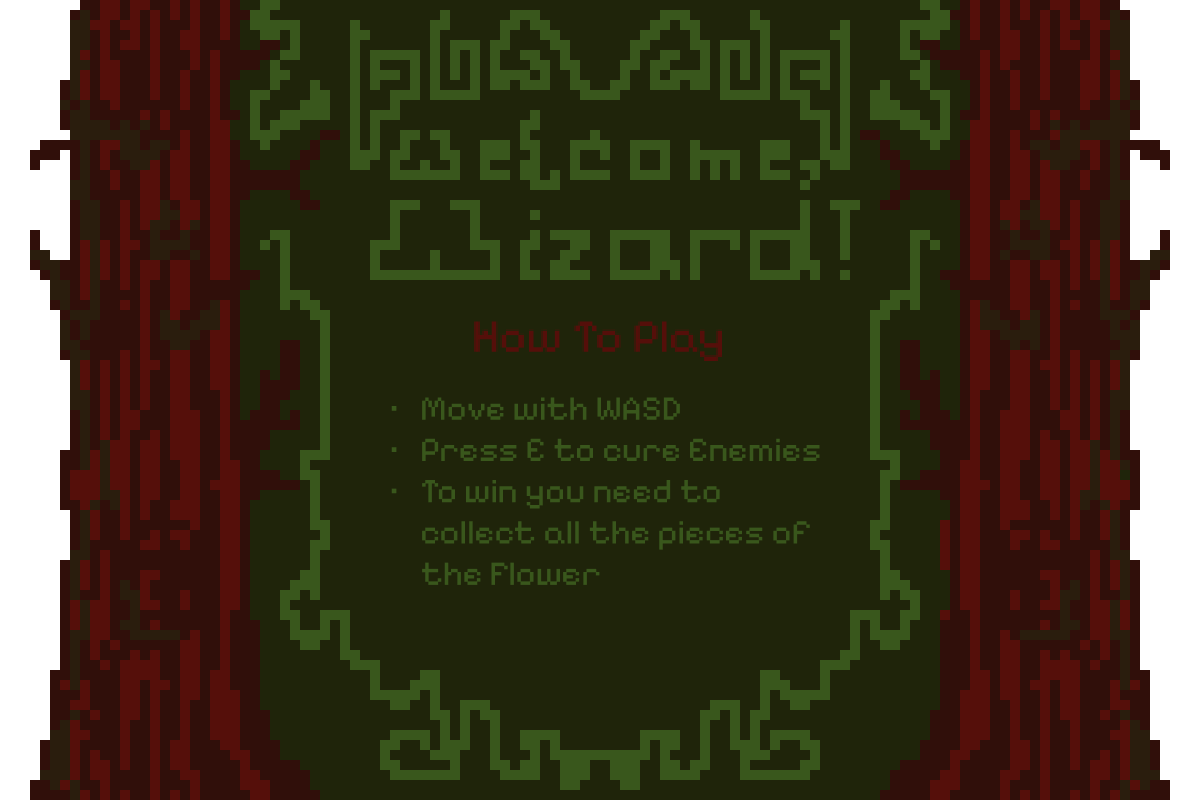 Welcome,
Wizard!
How To Play
· Move with WASD
· Press E to cure Enemies
· To win you need to
collect all the pieces of
the Flower